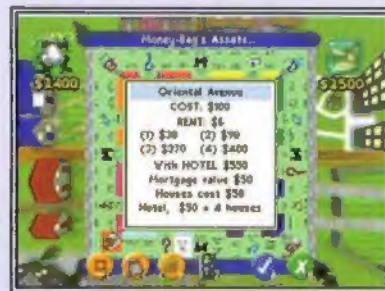 Money-Bag's Assets...
$1400
$1500
Oriental Avenue
COST: $100
RENT: $6
(1) $30 (2) $90
(3) $270 (4) $400
With HOTEL $550
Mortgage value $50
Houses cost $50
Hotel, $50 + 4 houses